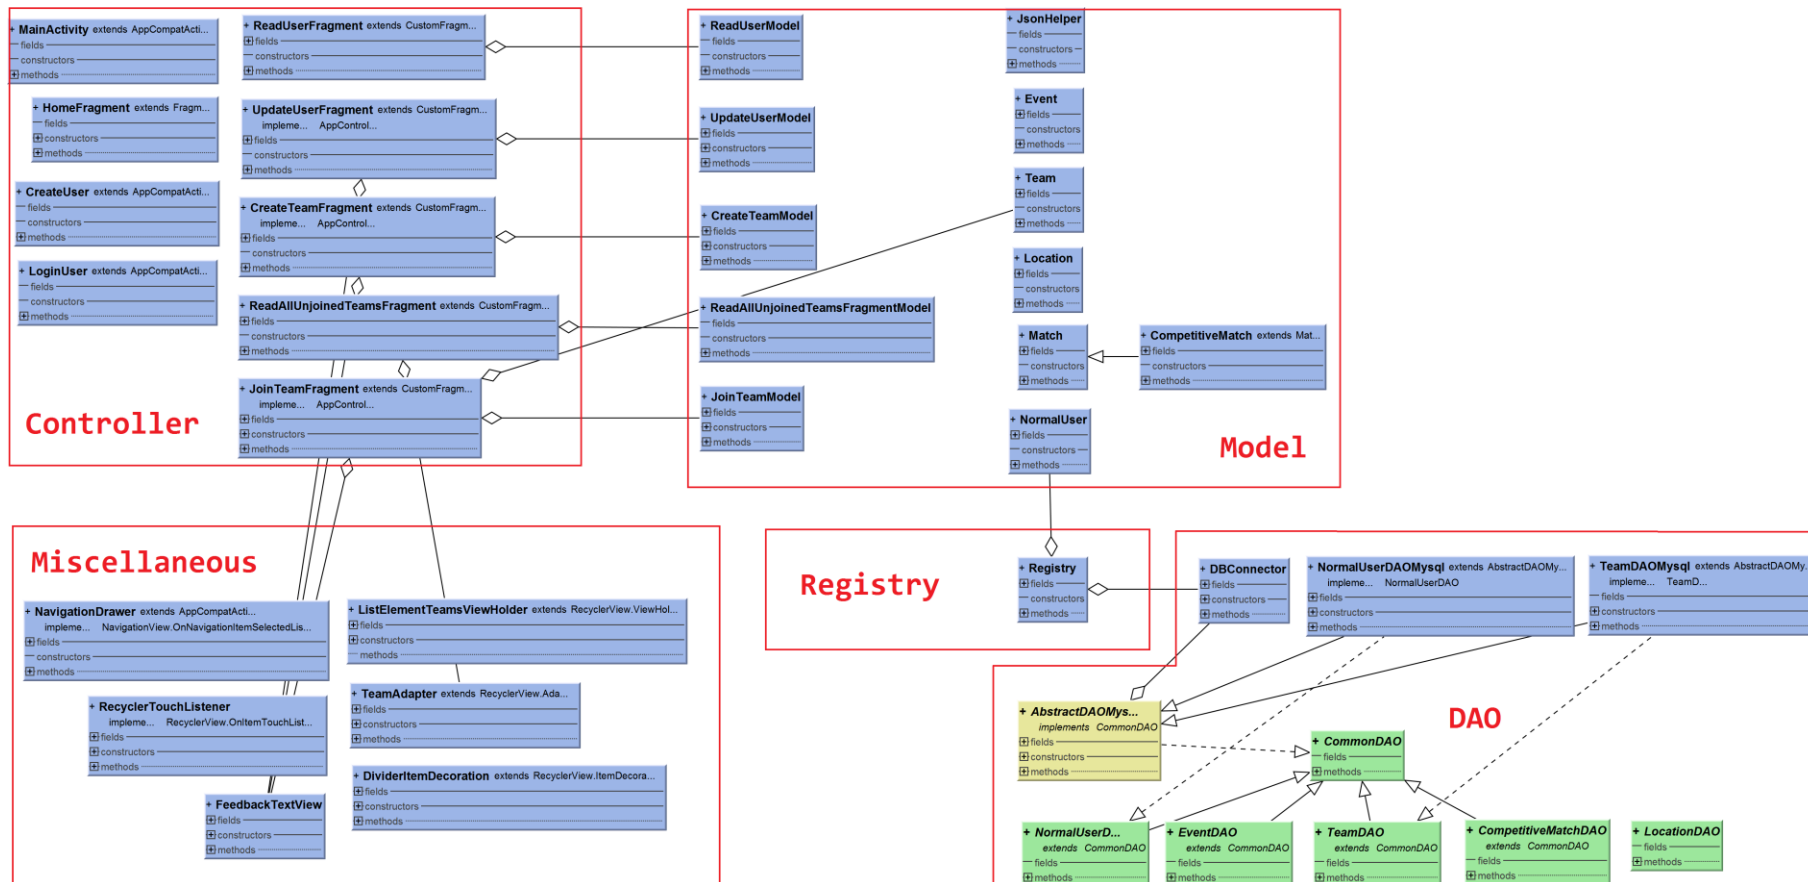 + MainActivity extends AppCompatActi...
fields
constructors
methods
+ HomeFragment extends Fragm...
fields
constructors
methods
+ CreateUser extends AppCompatActi...
fields
constructors
methods
+ LoginUser extends AppCompatActi...
fields
constructors
methods
+ ReadUserFragment extends CustomFragm...
fields
constructors
methods
+ UpdateUserFragment extends CustomFragm...
impleme... AppControl...
fields
constructors
methods
+ CreateTeamFragment extends CustomFragm...
impleme... AppControl...
fields
constructors
methods
+ ReadAllUnjoinedTeamsFragment extends CustomFragm...
fields
constructors
methods
+ JoinTeamFragment extends CustomFragm...
impleme... AppControl...
fields
constructors
methods
Controller
+ ReadUserModel
fields
constructors
methods
+ UpdateUserModel
fields
constructors
methods
+ CreateTeamModel
fields
constructors
methods
+ ReadAllUnjoinedTeamsFragmentModel
fields
constructors
methods
+ JoinTeamModel
fields
constructors
methods
+ JsonHelper
fields
constructors
methods
+ Event
fields
constructors
methods
+ Team
fields
constructors
methods
+ Location
fields
constructors
methods
+ Match
fields
constructors
methods
+ CompetitiveMatch extends Mat...
fields
constructors
methods
+ NormalUser
fields
constructors
methods
Model
Miscellaneous
+ NavigationDrawer extends AppCompatActi...
impleme... NavigationView.OnNavigationItemSelectedLis...
fields
constructors
methods
+ RecyclerTouchListener
impleme... RecyclerView.OnItemTouchList...
fields
constructors
methods
+ FeedbackTextView
fields
constructors
methods
+ ListElementTeamsViewHolder extends RecyclerView.ViewHol...
fields
constructors
methods
+ TeamAdapter extends RecyclerView.Ada...
fields
constructors
methods
+ DividerItemDecoration extends RecyclerView.ItemDecora...
fields
constructors
methods
Registry
+ Registry
fields
constructors
methods
+ DBConnector
fields
constructors
methods
+ NormalUserDAOMysql extends AbstractDAOMy...
impleme... NormalUserDAO
fields
constructors
methods
+ TeamDAOMysql extends AbstractDAOMy...
impleme... TeamD...
fields
constructors
methods
+ AbstractDAOMys...
implements CommonDAO
fields
constructors
methods
DAO
+ CommonDAO
fields
methods
+ NormalUserD...
extends CommonDAO
fields
methods
+ EventDAO
extends CommonDAO
fields
methods
+ TeamDAO
extends CommonDAO
fields
methods
+ CompetitiveMatchDAO
extends CommonDAO
fields
methods
+ LocationDAO
fields
methods